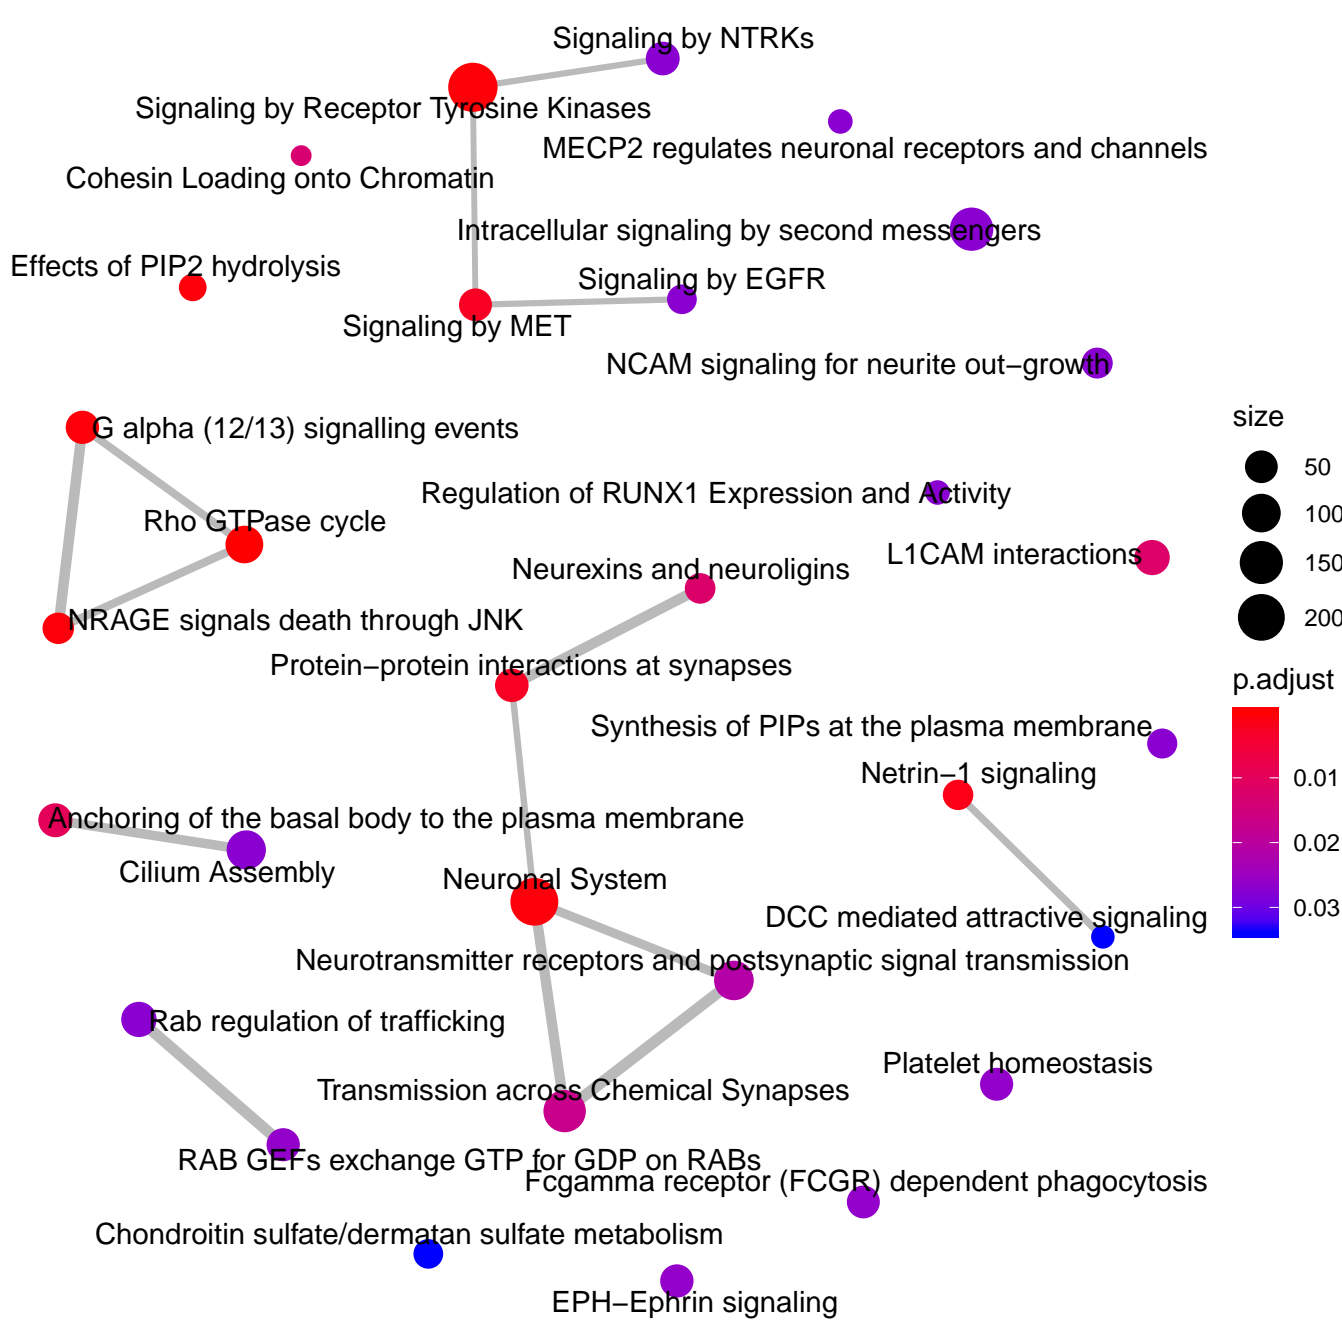 Signaling by NTRKs
Signaling by Receptor Tyrosine Kinases
MECP2 regulates neuronal receptors and channels
Cohesin Loading onto Chromatin
Intracellular signaling by second messengers
Effects of PIP2 hydrolysis
Signaling by EGFR
Signaling by MET
NCAM signaling for neurite out−growth
G alpha (12/13) signalling events
Regulation of RUNX1 Expression and Activity
Rho GTPase cycle
L1CAM interactions
Neurexins and neuroligins
NRAGE signals death through JNK
Protein−protein interactions at synapses
Synthesis of PIPs at the plasma membrane
Netrin−1 signaling
Anchoring of the basal body to the plasma membrane
Cilium Assembly
Neuronal System
DCC mediated attractive signaling
Neurotransmitter receptors and postsynaptic signal transmission
Rab regulation of trafficking
Platelet homeostasis
Transmission across Chemical Synapses
RAB GEFs exchange GTP for GDP on RABs
Fcgamma receptor (FCGR) dependent phagocytosis
Chondroitin sulfate/dermatan sulfate metabolism
EPH−Ephrin signaling
size
50
100
150
200
p.adjust
0.01
0.02
0.03